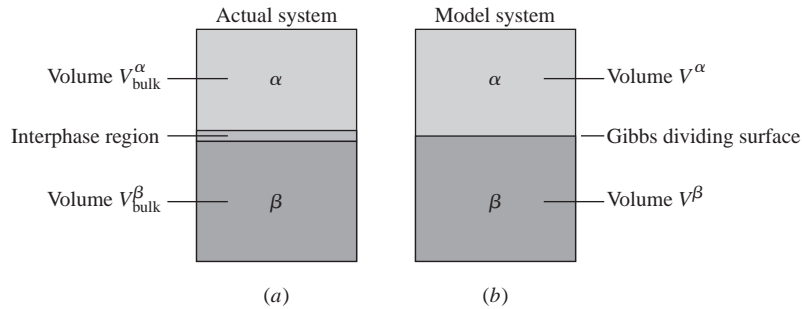 Actual system
Model system
Volume V^α_bulk
α
α
Volume V^α
Interphase region
Gibbs dividing surface
Volume V^β_bulk
β
β
Volume V^β
(a)
(b)